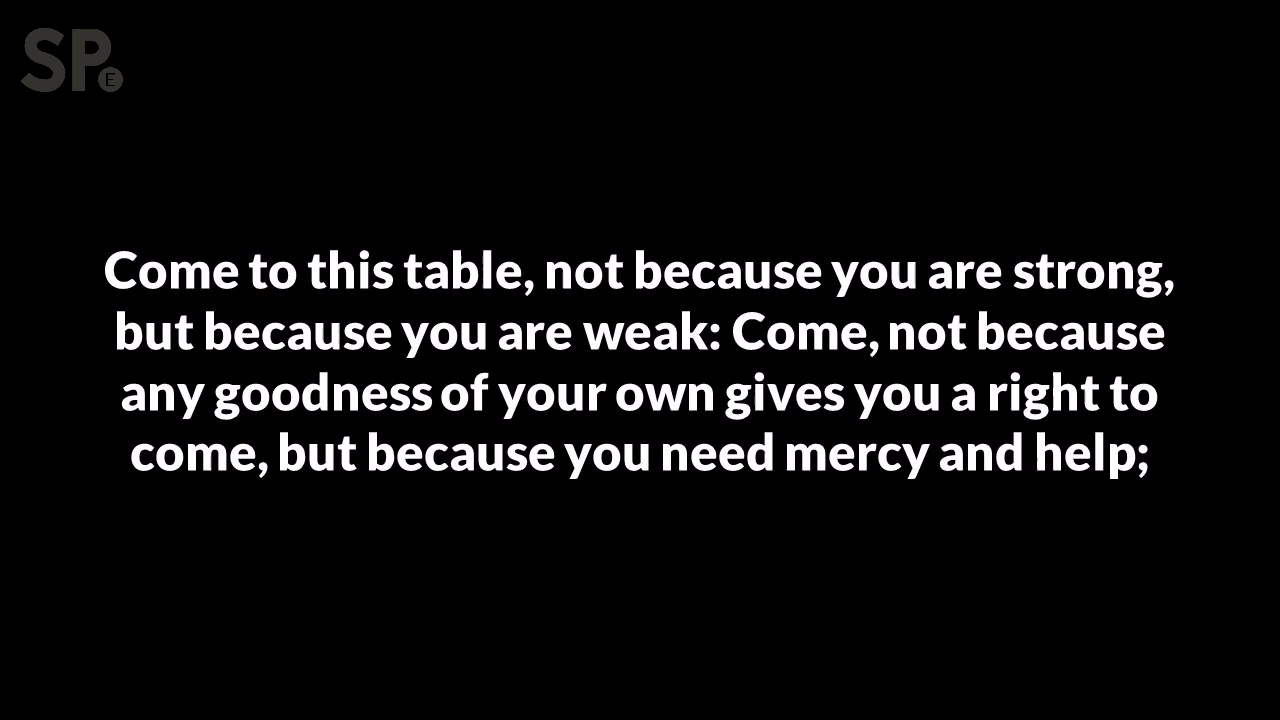 SP
E
Come to this table, not because you are strong,
but because you are weak: Come, not because
any goodness of your own gives you a right to
come, but because you need mercy and help;